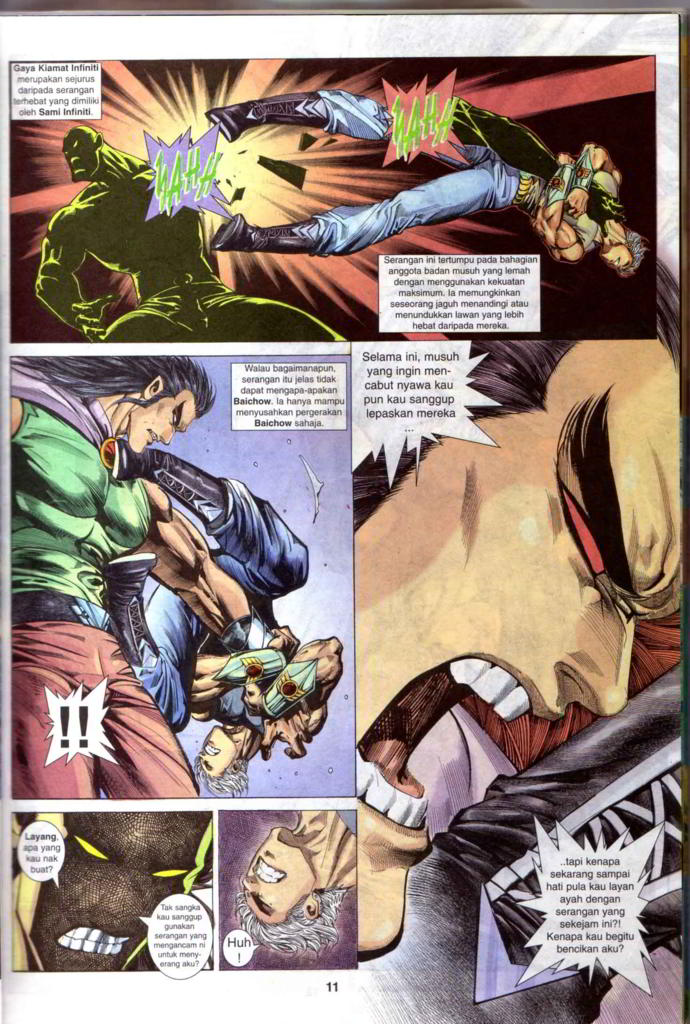 Gaya Kiamat Infiniti
merupakan sejurus
daripada serangan
terhebat yang dimiliki
oleh Sami Infiniti.
YAHH
YAHH
Serangan ini tertumpu pada bahagian
anggota badan musuh yang lemah
dengan menggunakan kekuatan
maksimum. Ia memungkinkan
seseorang jaguh menandingi atau
menundukkan lawan yang lebih
hebat daripada mereka.
Walau bagaimanapun,
serangan itu jelas tidak
dapat mengapa-apakan
Baichow. Ia hanya mampu
menyusahkan pergerakan
Baichow sahaja.
!!
Selama ini, musuh
yang ingin men-
cabut nyawa kau
pun kau sanggup
lepaskan mereka
...
..tapi kenapa
sekarang sampai
hati pula kau layan
ayah dengan
serangan yang
sekejam ini?!
Kenapa kau begitu
bencikan aku?
Layang,
apa yang
kau nak
buat?
Tak sangka
kau sanggup
gunakan
serangan yang
mengancam ni
untuk meny-
erang aku?
Huh
!
11